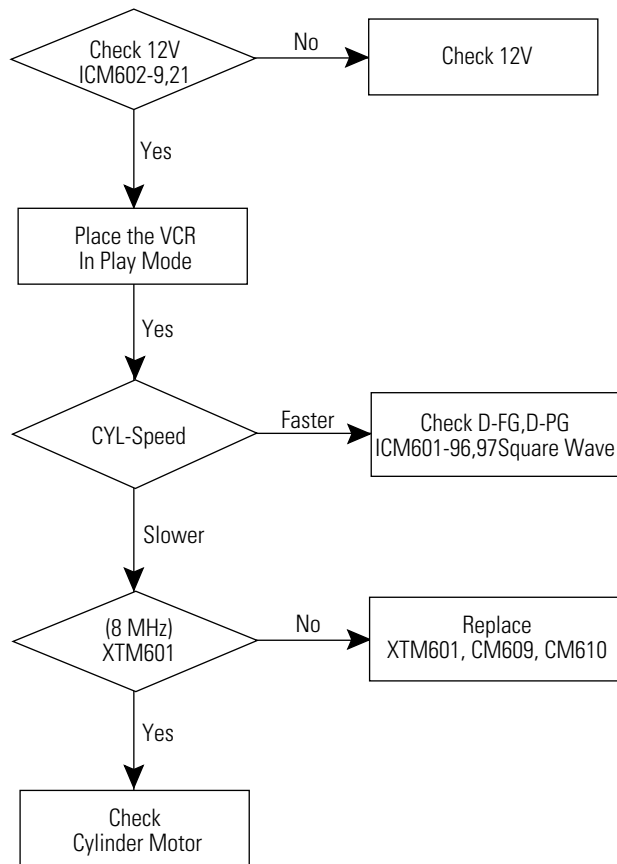 Check 12V
ICM602-9,21
No
Check 12V
Yes
Place the VCR
In Play Mode
Yes
CYL-Speed
Faster
Check D-FG,D-PG
ICM601-96,97Square Wave
Slower
(8 MHz)
XTM601
No
Replace
XTM601, CM609, CM610
Yes
Check
Cylinder Motor